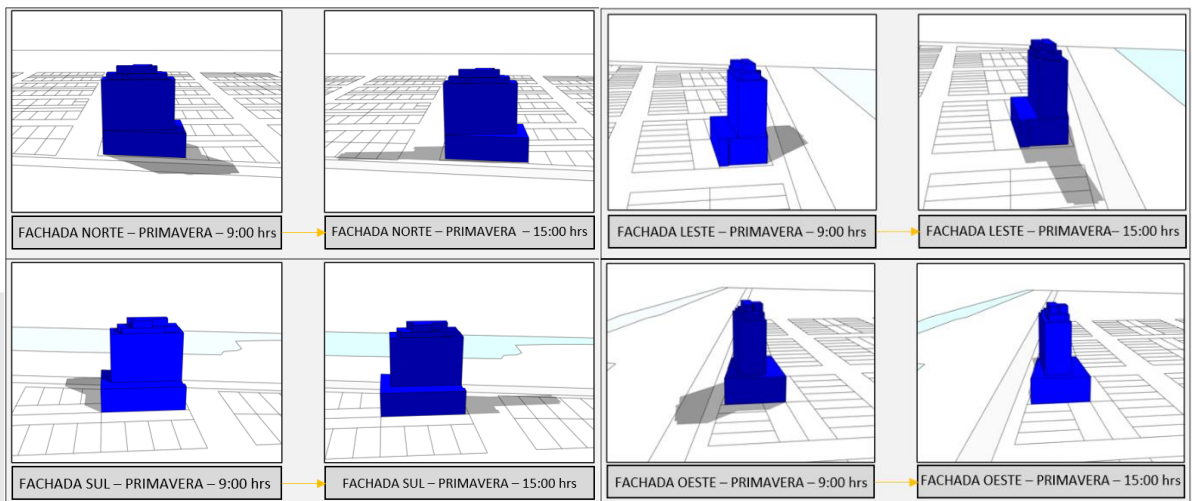 FACHADA NORTE – PRIMAVERA – 9:00 hrs
FACHADA NORTE – PRIMAVERA – 15:00 hrs
FACHADA LESTE – PRIMAVERA – 9:00 hrs
FACHADA LESTE – PRIMAVERA– 15:00 hrs
FACHADA SUL – PRIMAVERA – 9:00 hrs
FACHADA SUL – PRIMAVERA – 15:00 hrs
FACHADA OESTE – PRIMAVERA – 9:00 hrs
FACHADA OESTE – PRIMAVERA – 15:00 hrs